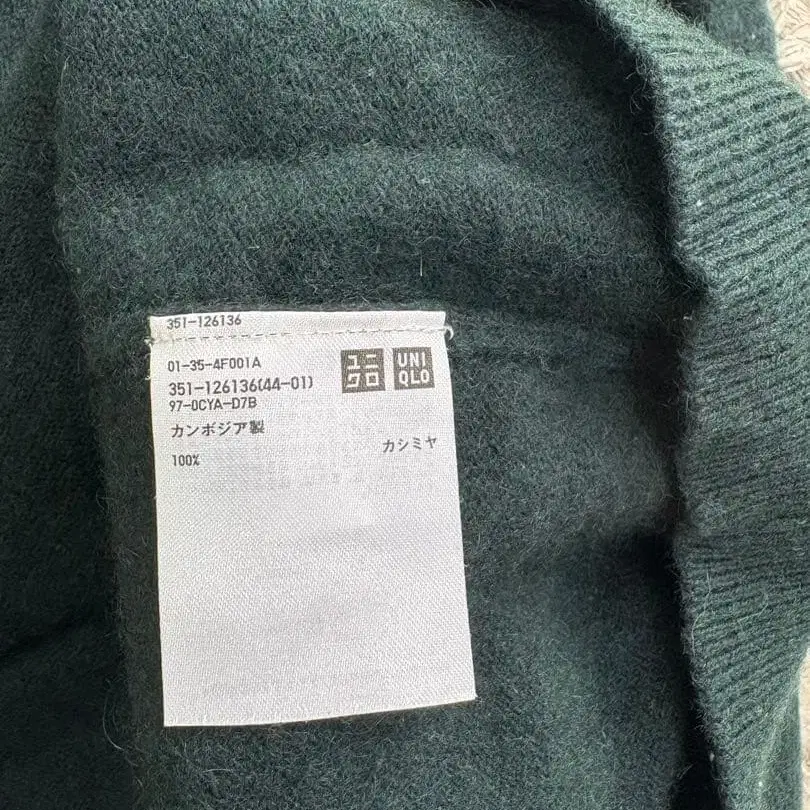 351-126136
01-35-4F001A
351-126136(44-01)
97-0CYA-D7B
ユニクロ
UNIQLO
カンボジア製
カシミヤ
100%